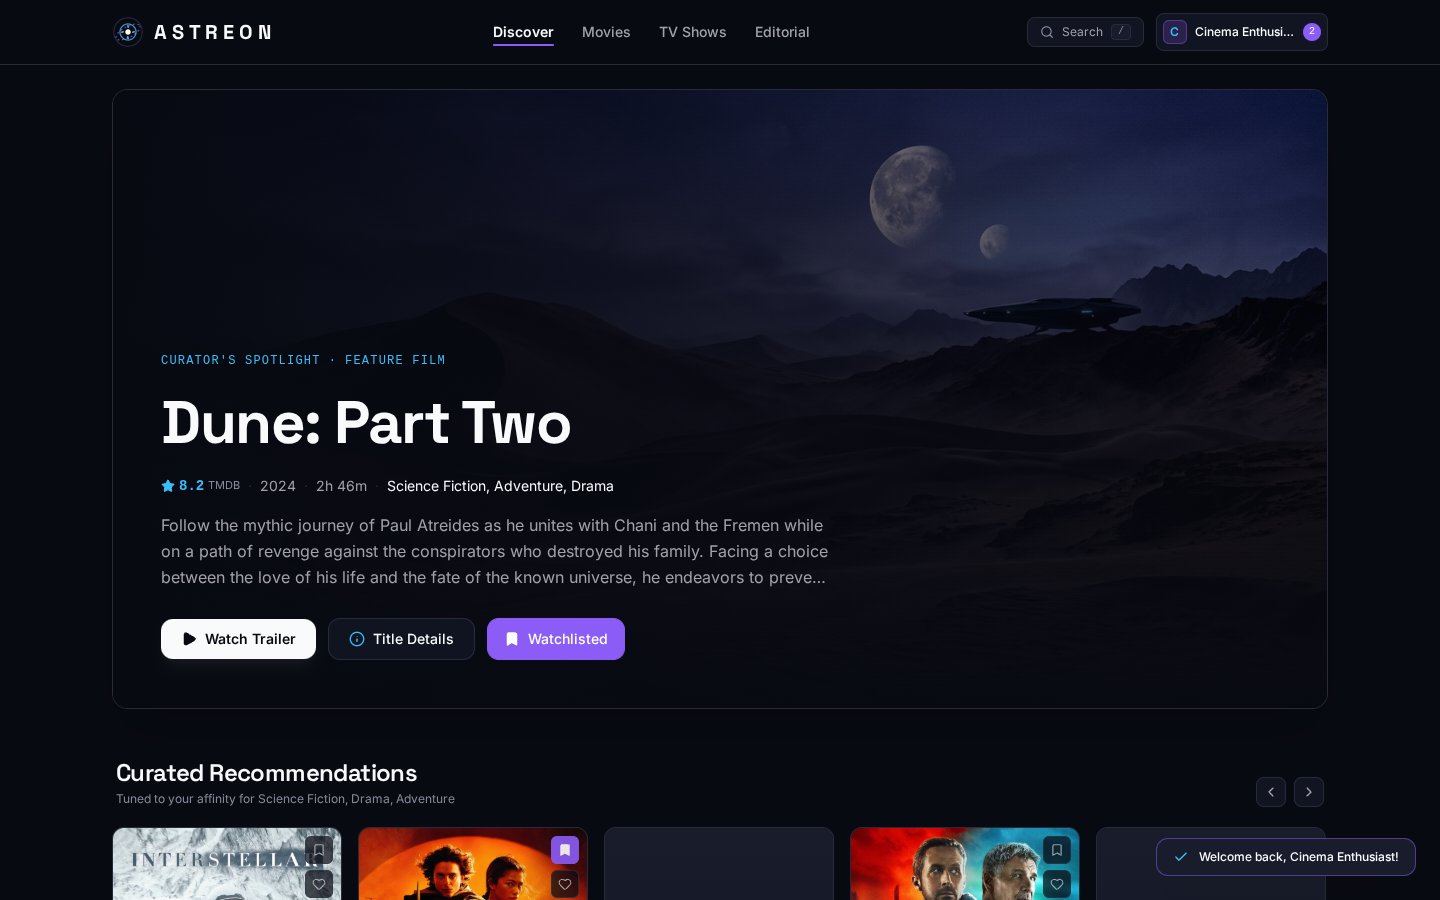 ASTREON
Discover
Movies
TV Shows
Editorial
Search /
C Cinema Enthusi... 2
CURATOR'S SPOTLIGHT · FEATURE FILM
Dune: Part Two
8.2 TMDB · 2024 · 2h 46m · Science Fiction, Adventure, Drama
Follow the mythic journey of Paul Atreides as he unites with Chani and the Fremen while
on a path of revenge against the conspirators who destroyed his family. Facing a choice
between the love of his life and the fate of the known universe, he endeavors to preve...
Watch Trailer
Title Details
Watchlisted
Curated Recommendations
Tuned to your affinity for Science Fiction, Drama, Adventure
INTERSTELLAR
Welcome back, Cinema Enthusiast!